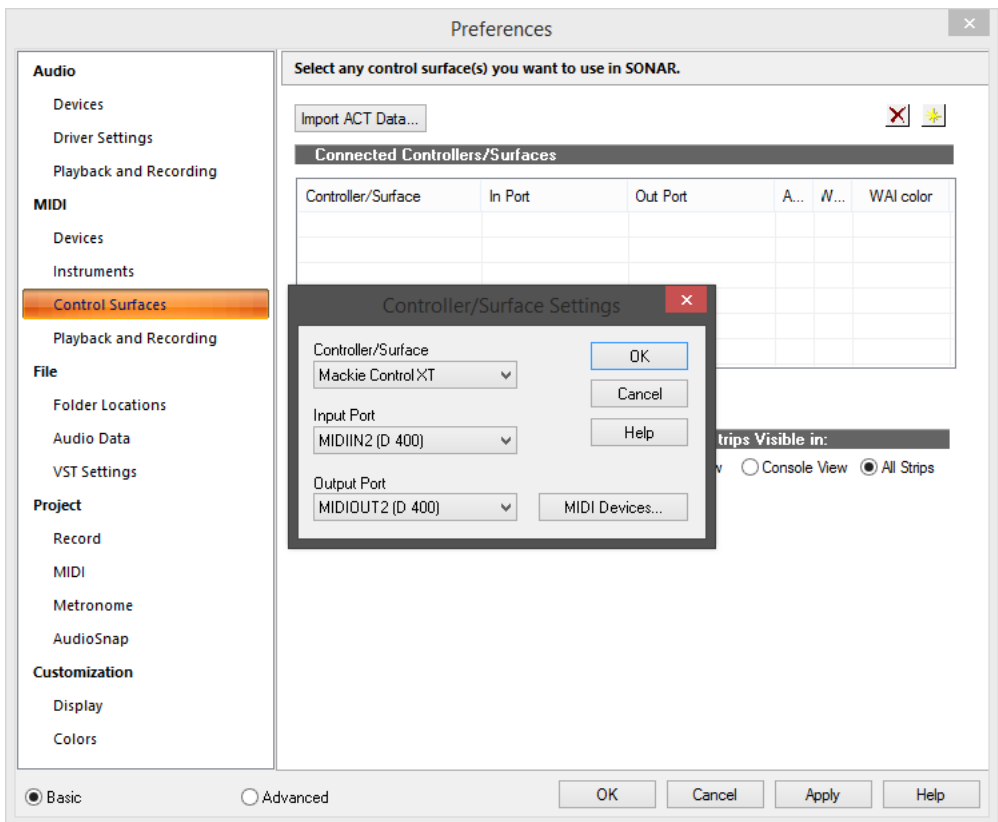 Preferences
Audio
Devices
Driver Settings
Playback and Recording
MIDI
Devices
Instruments
Control Surfaces
Playback and Recording
File
Folder Locations
Audio Data
VST Settings
Project
Record
MIDI
Metronome
AudioSnap
Customization
Display
Colors
Select any control surface(s) you want to use in SONAR.
Import ACT Data...
Connected Controllers/Surfaces
Controller/Surface In Port Out Port A... W... WAI color
Controller/Surface Settings
Controller/Surface
Mackie Control XT
Input Port
MIDIIN2 (D 400)
Output Port
MIDIOUT2 (D 400)
OK
Cancel
Help
MIDI Devices...
trips Visible in:
w Console View All Strips
Basic Advanced OK Cancel Apply Help